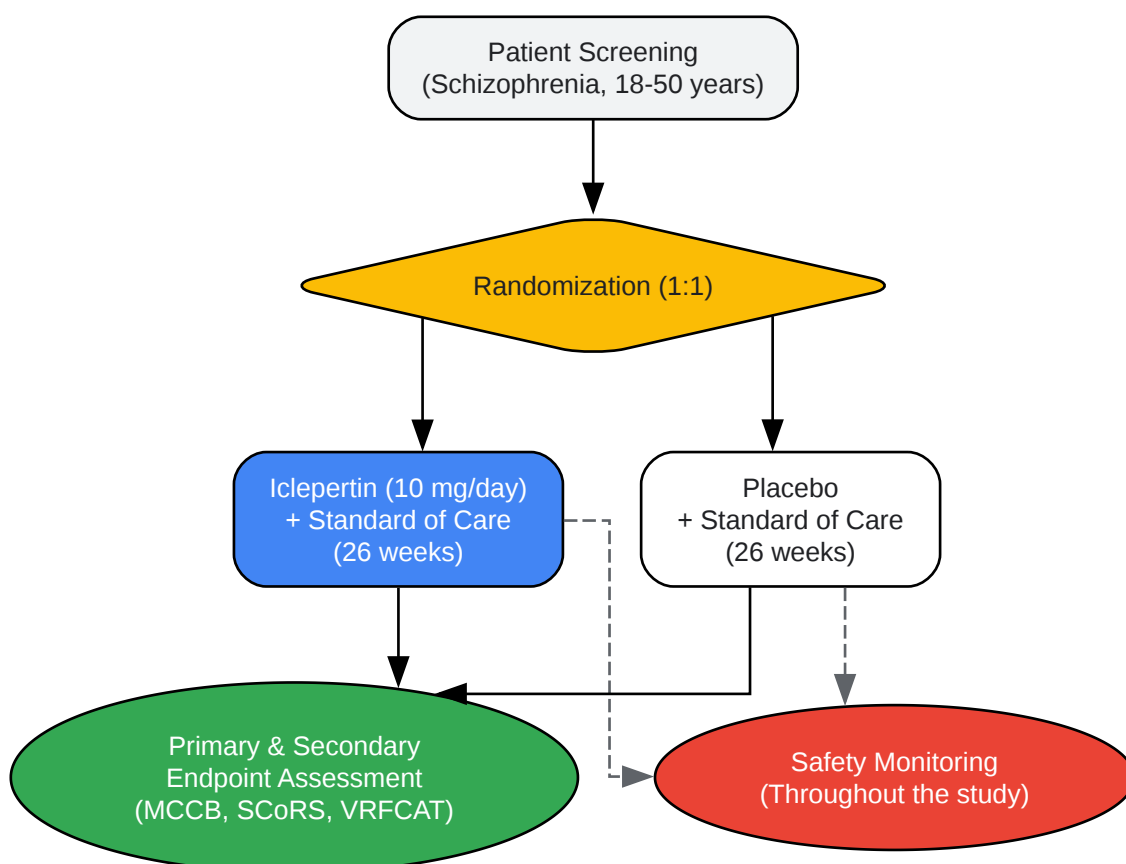 Patient Screening
(Schizophrenia, 18-50 years)
Randomization (1:1)
Iclepertin (10 mg/day)
+ Standard of Care
(26 weeks)
Placebo
+ Standard of Care
(26 weeks)
Primary & Secondary
Endpoint Assessment
(MCCB, SCoRS, VRFCAT)
Safety Monitoring
(Throughout the study)